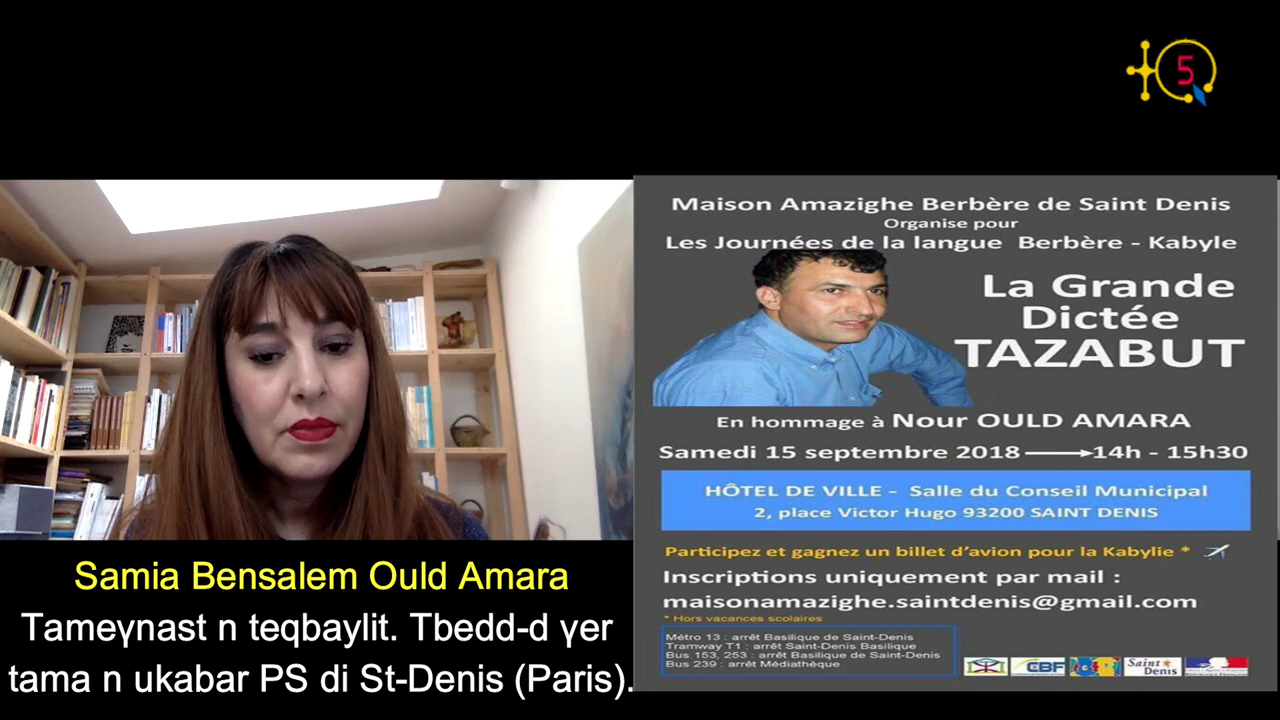 5
Maison Amazighe Berbère de Saint Denis
Organise pour
Les Journées de la langue Berbère - Kabyle
La Grande
Dictée
TAZABUT
En hommage à Nour OULD AMARA
Samedi 15 septembre 2018 → 14h - 15h30
HÔTEL DE VILLE - Salle du Conseil Municipal
2, place Victor Hugo 93200 SAINT DENIS
Participez et gagnez un billet d'avion pour la Kabylie *
Inscriptions uniquement par mail :
maisonamazighe.saintdenis@gmail.com
* Hors vacances scolaires
Métro 13 : arrêt Basilique de Saint-Denis
Tramway T1 : arrêt Saint-Denis Basilique
Bus 153, 253 : arrêt Basilique de Saint-Denis
Bus 239 : arrêt Médiathèque
CBF
Saint
Denis
Samia Bensalem Ould Amara
Tameɣnast n teqbaylit. Tbedd-d ɣer
tama n ukabar PS di St-Denis (Paris).